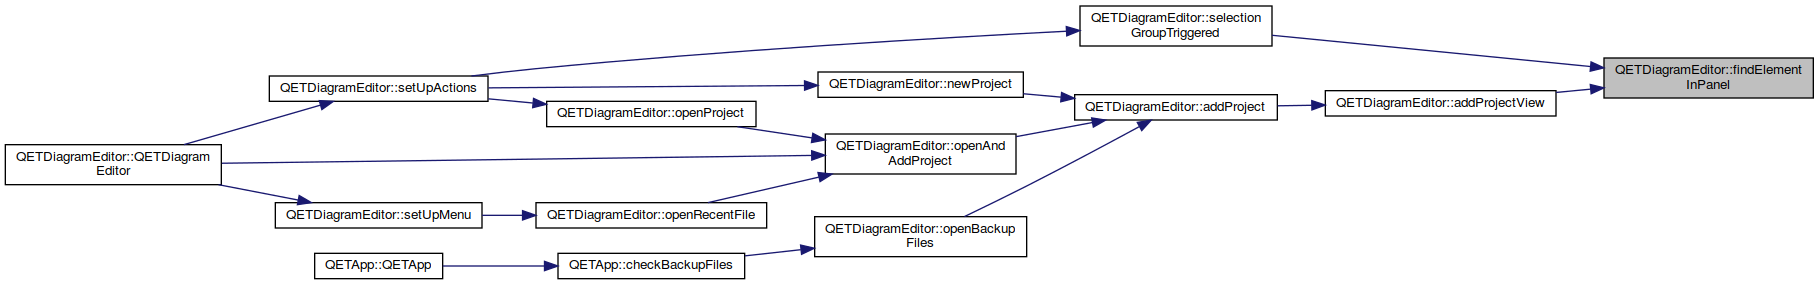 QETDiagramEditor::selection
GroupTriggered
QETDiagramEditor::findElement
InPanel
QETDiagramEditor::setUpActions
QETDiagramEditor::newProject
QETDiagramEditor::addProjectView
QETDiagramEditor::addProject
QETDiagramEditor::openProject
QETDiagramEditor::openAnd
AddProject
QETDiagramEditor::QETDiagram
Editor
QETDiagramEditor::setUpMenu
QETDiagramEditor::openRecentFile
QETDiagramEditor::openBackup
Files
QETApp::QETApp
QETApp::checkBackupFiles